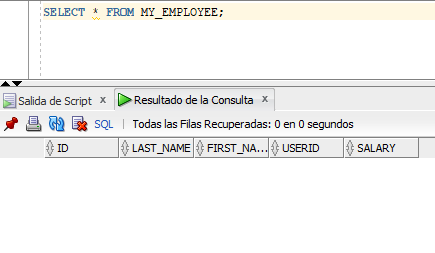 SELECT * FROM MY_EMPLOYEE;
Salida de Script x Resultado de la Consulta x
SQL | Todas las Filas Recuperadas: 0 en 0 segundos
ID LAST_NAME FIRST_NA... USERID SALARY